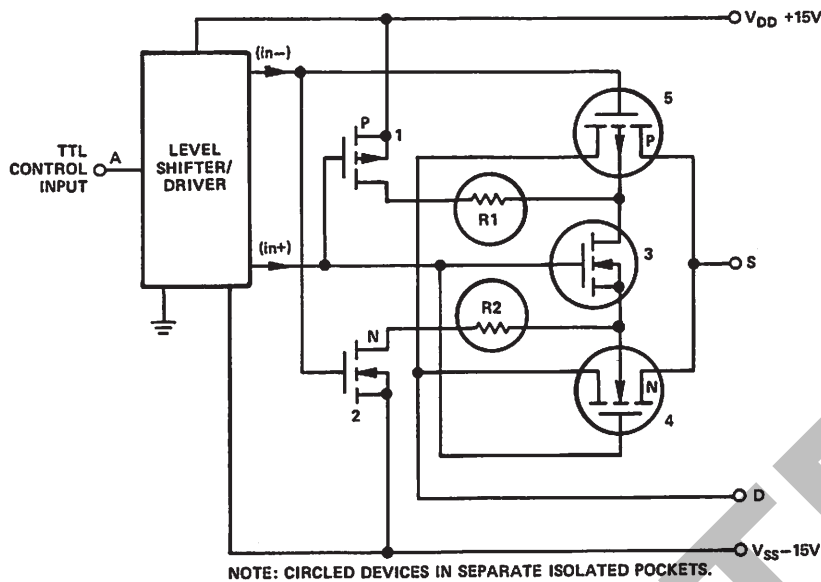 V_DD +15V
(in−)
5
P
1
P
TTL
CONTROL
INPUT
A
LEVEL
SHIFTER/
DRIVER
R1
(in+)
3
S
R2
N
N
2
4
D
V_SS−15V
NOTE: CIRCLED DEVICES IN SEPARATE ISOLATED POCKETS.